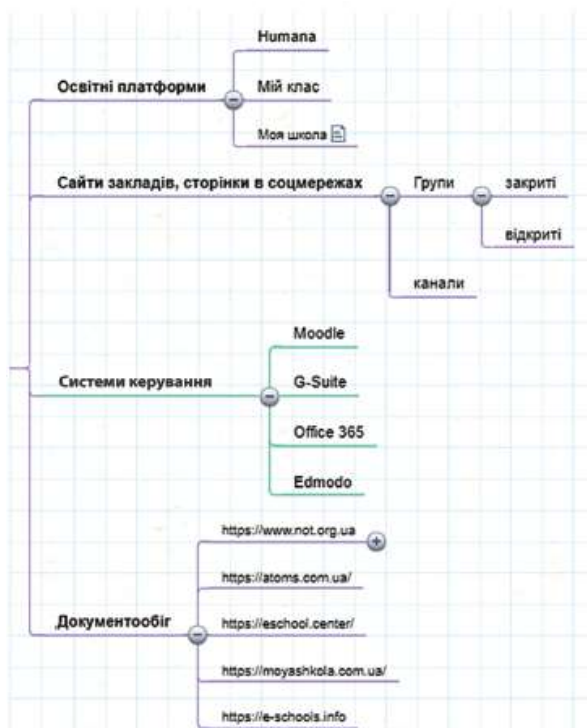 Humana
Освітні платформи
Мій клас
Моя школа
Сайти закладів, сторінки в соцмережах
Групи
закриті
відкриті
канали
Moodle
Системи керування
G-Suite
Office 365
Edmodo
https://www.not.org.ua
https://atoms.com.ua/
Документообіг
https://eschool.center/
https://moyashkola.com.ua/
https://e-schools.info